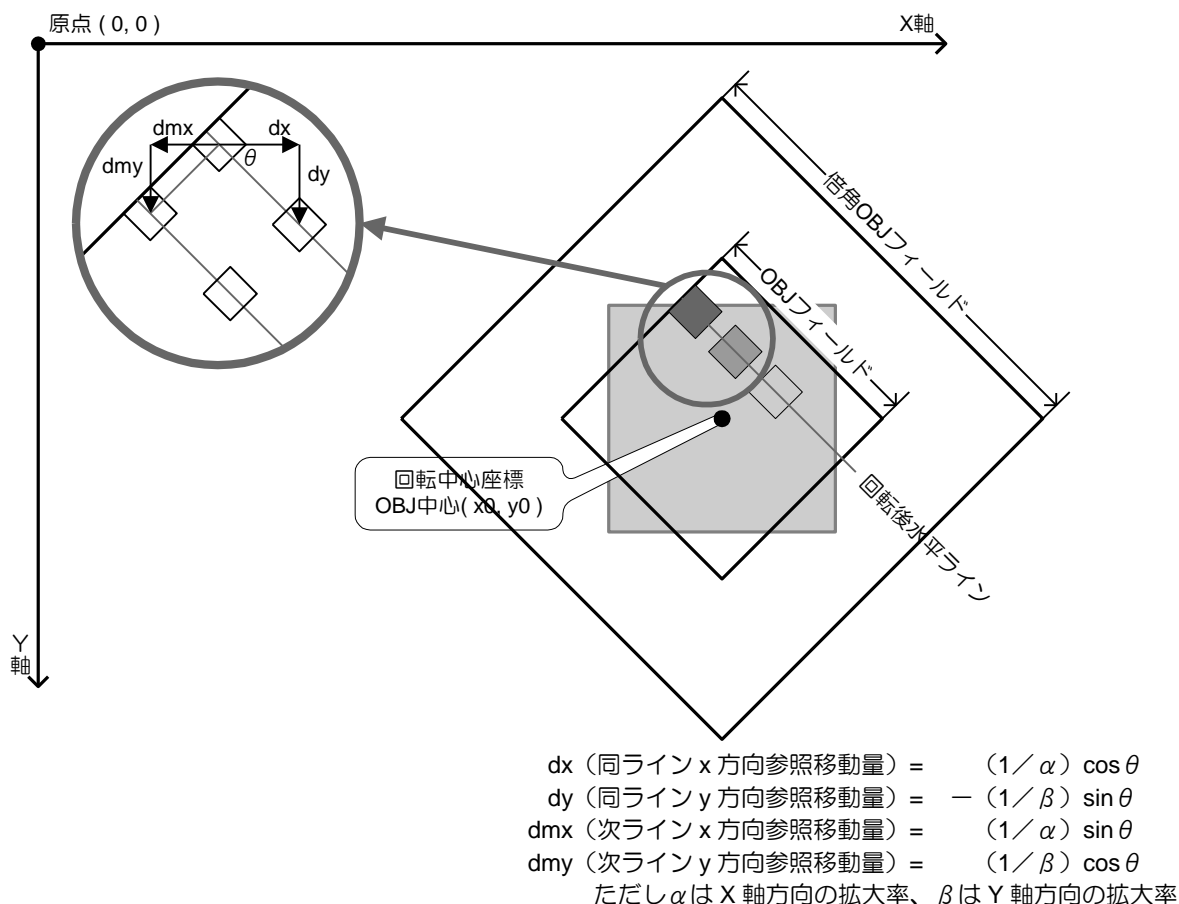 原点 ( 0, 0 )
X軸
dmx
dx
θ
dmy
dy
倍角OBJフィールド
OBJフィールド
回転中心座標
OBJ中心( x0, y0 )
回転後水平ライン
Y
軸
dx（同ライン x 方向参照移動量）= （1／α）cosθ
dy（同ライン y 方向参照移動量）= －（1／β）sinθ
dmx（次ライン x 方向参照移動量）= （1／α）sinθ
dmy（次ライン y 方向参照移動量）= （1／β）cosθ
ただしαは X 軸方向の拡大率、βは Y 軸方向の拡大率